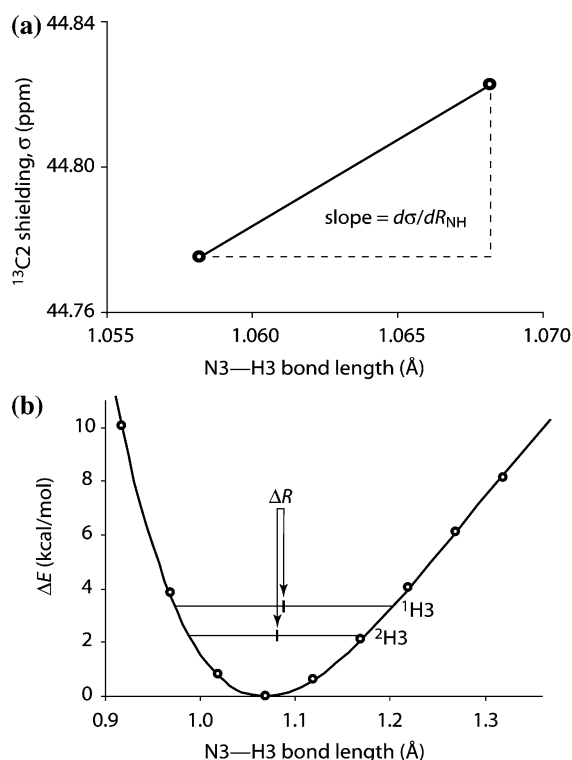 (a)
44.84
44.80
44.76
¹³C2 shielding, σ (ppm)
slope = dσ/dR_NH
1.055 1.060 1.065 1.070
N3—H3 bond length (Å)
(b)
10
8
6
4
2
0
ΔE (kcal/mol)
ΔR
¹H3
²H3
0.9 1.0 1.1 1.2 1.3
N3—H3 bond length (Å)